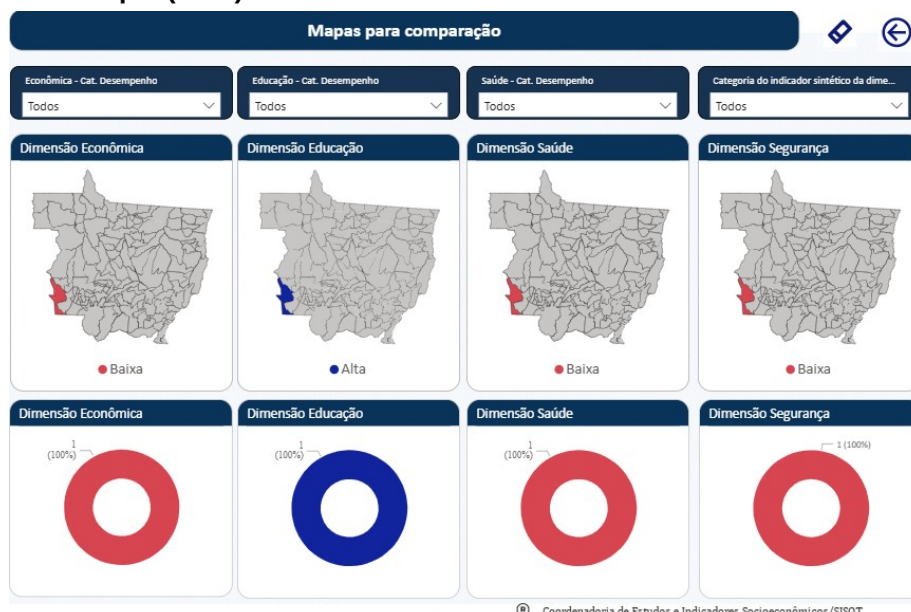 Mapas para comparação
Econômica - Cat. Desempenho
Todos
Educação - Cat. Desempenho
Todos
Saúde - Cat. Desempenho
Todos
Categoria do indicador sintético da dime...
Todos
Dimensão Econômica
Baixa
Dimensão Educação
Alta
Dimensão Saúde
Baixa
Dimensão Segurança
Baixa
Dimensão Econômica
1
(100%)
Dimensão Educação
1
(100%)
Dimensão Saúde
1
(100%)
Dimensão Segurança
1 (100%)
Coordenadoria de Estudos e Indicadores Socioeconômicos/SISOT